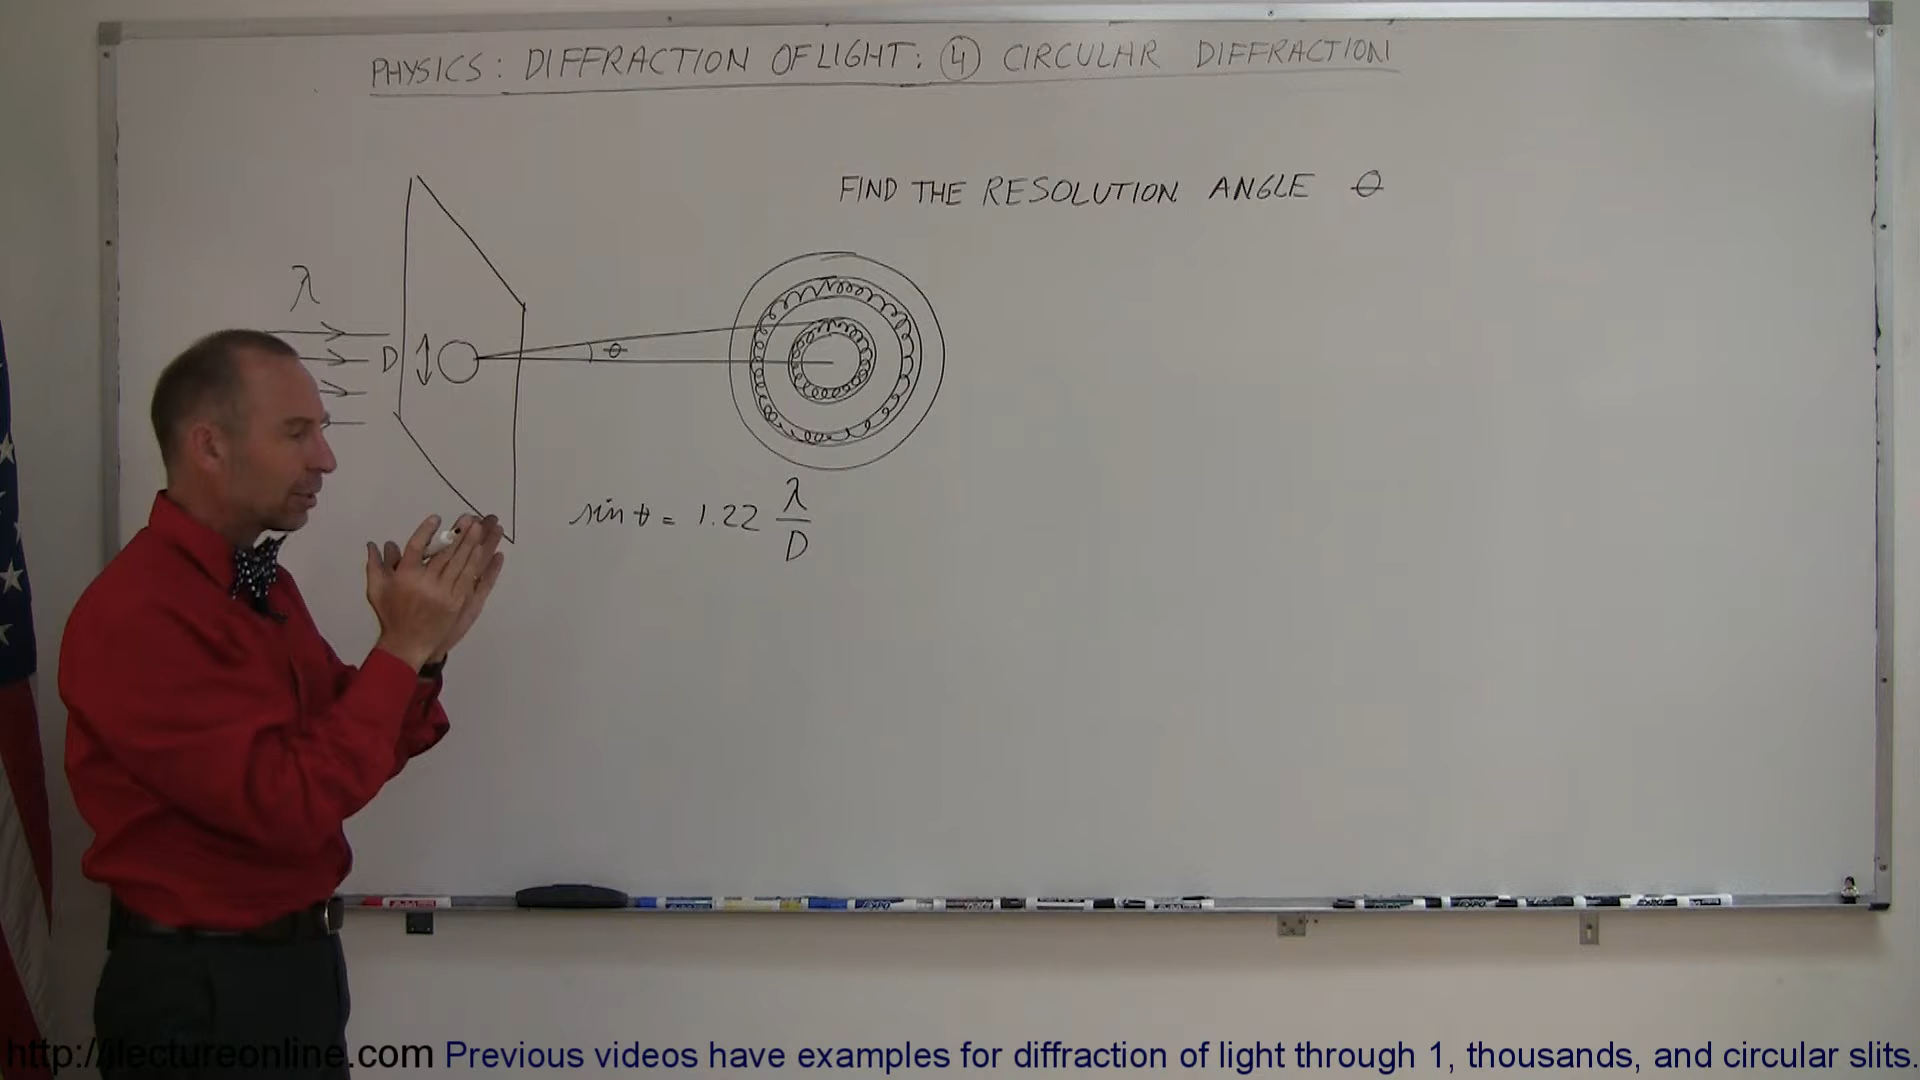 PHYSICS: DIFFRACTION OF LIGHT: ④ CIRCULAR DIFFRACTION
FIND THE RESOLUTION ANGLE θ
λ
D
θ
sin θ = 1.22 λ/D
http://ilectureonline.com Previous videos have examples for diffraction of light through 1, thousands, and circular slits.